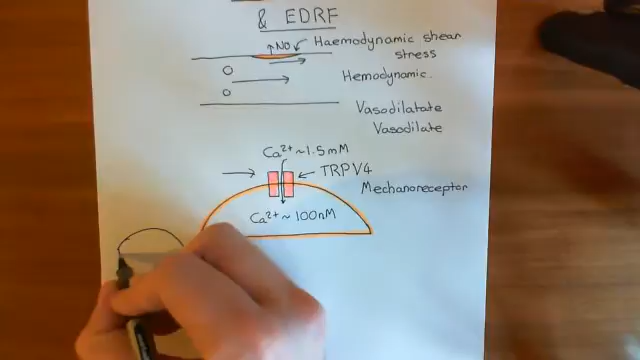 & EDRF
↑NO Haemodynamic shear
stress
Hemodynamic.
Vasodilatate
Vasodilate
Ca²⁺ ~1.5mM
TRPV4
Mechanoreceptor
Ca²⁺ ~ 100nM